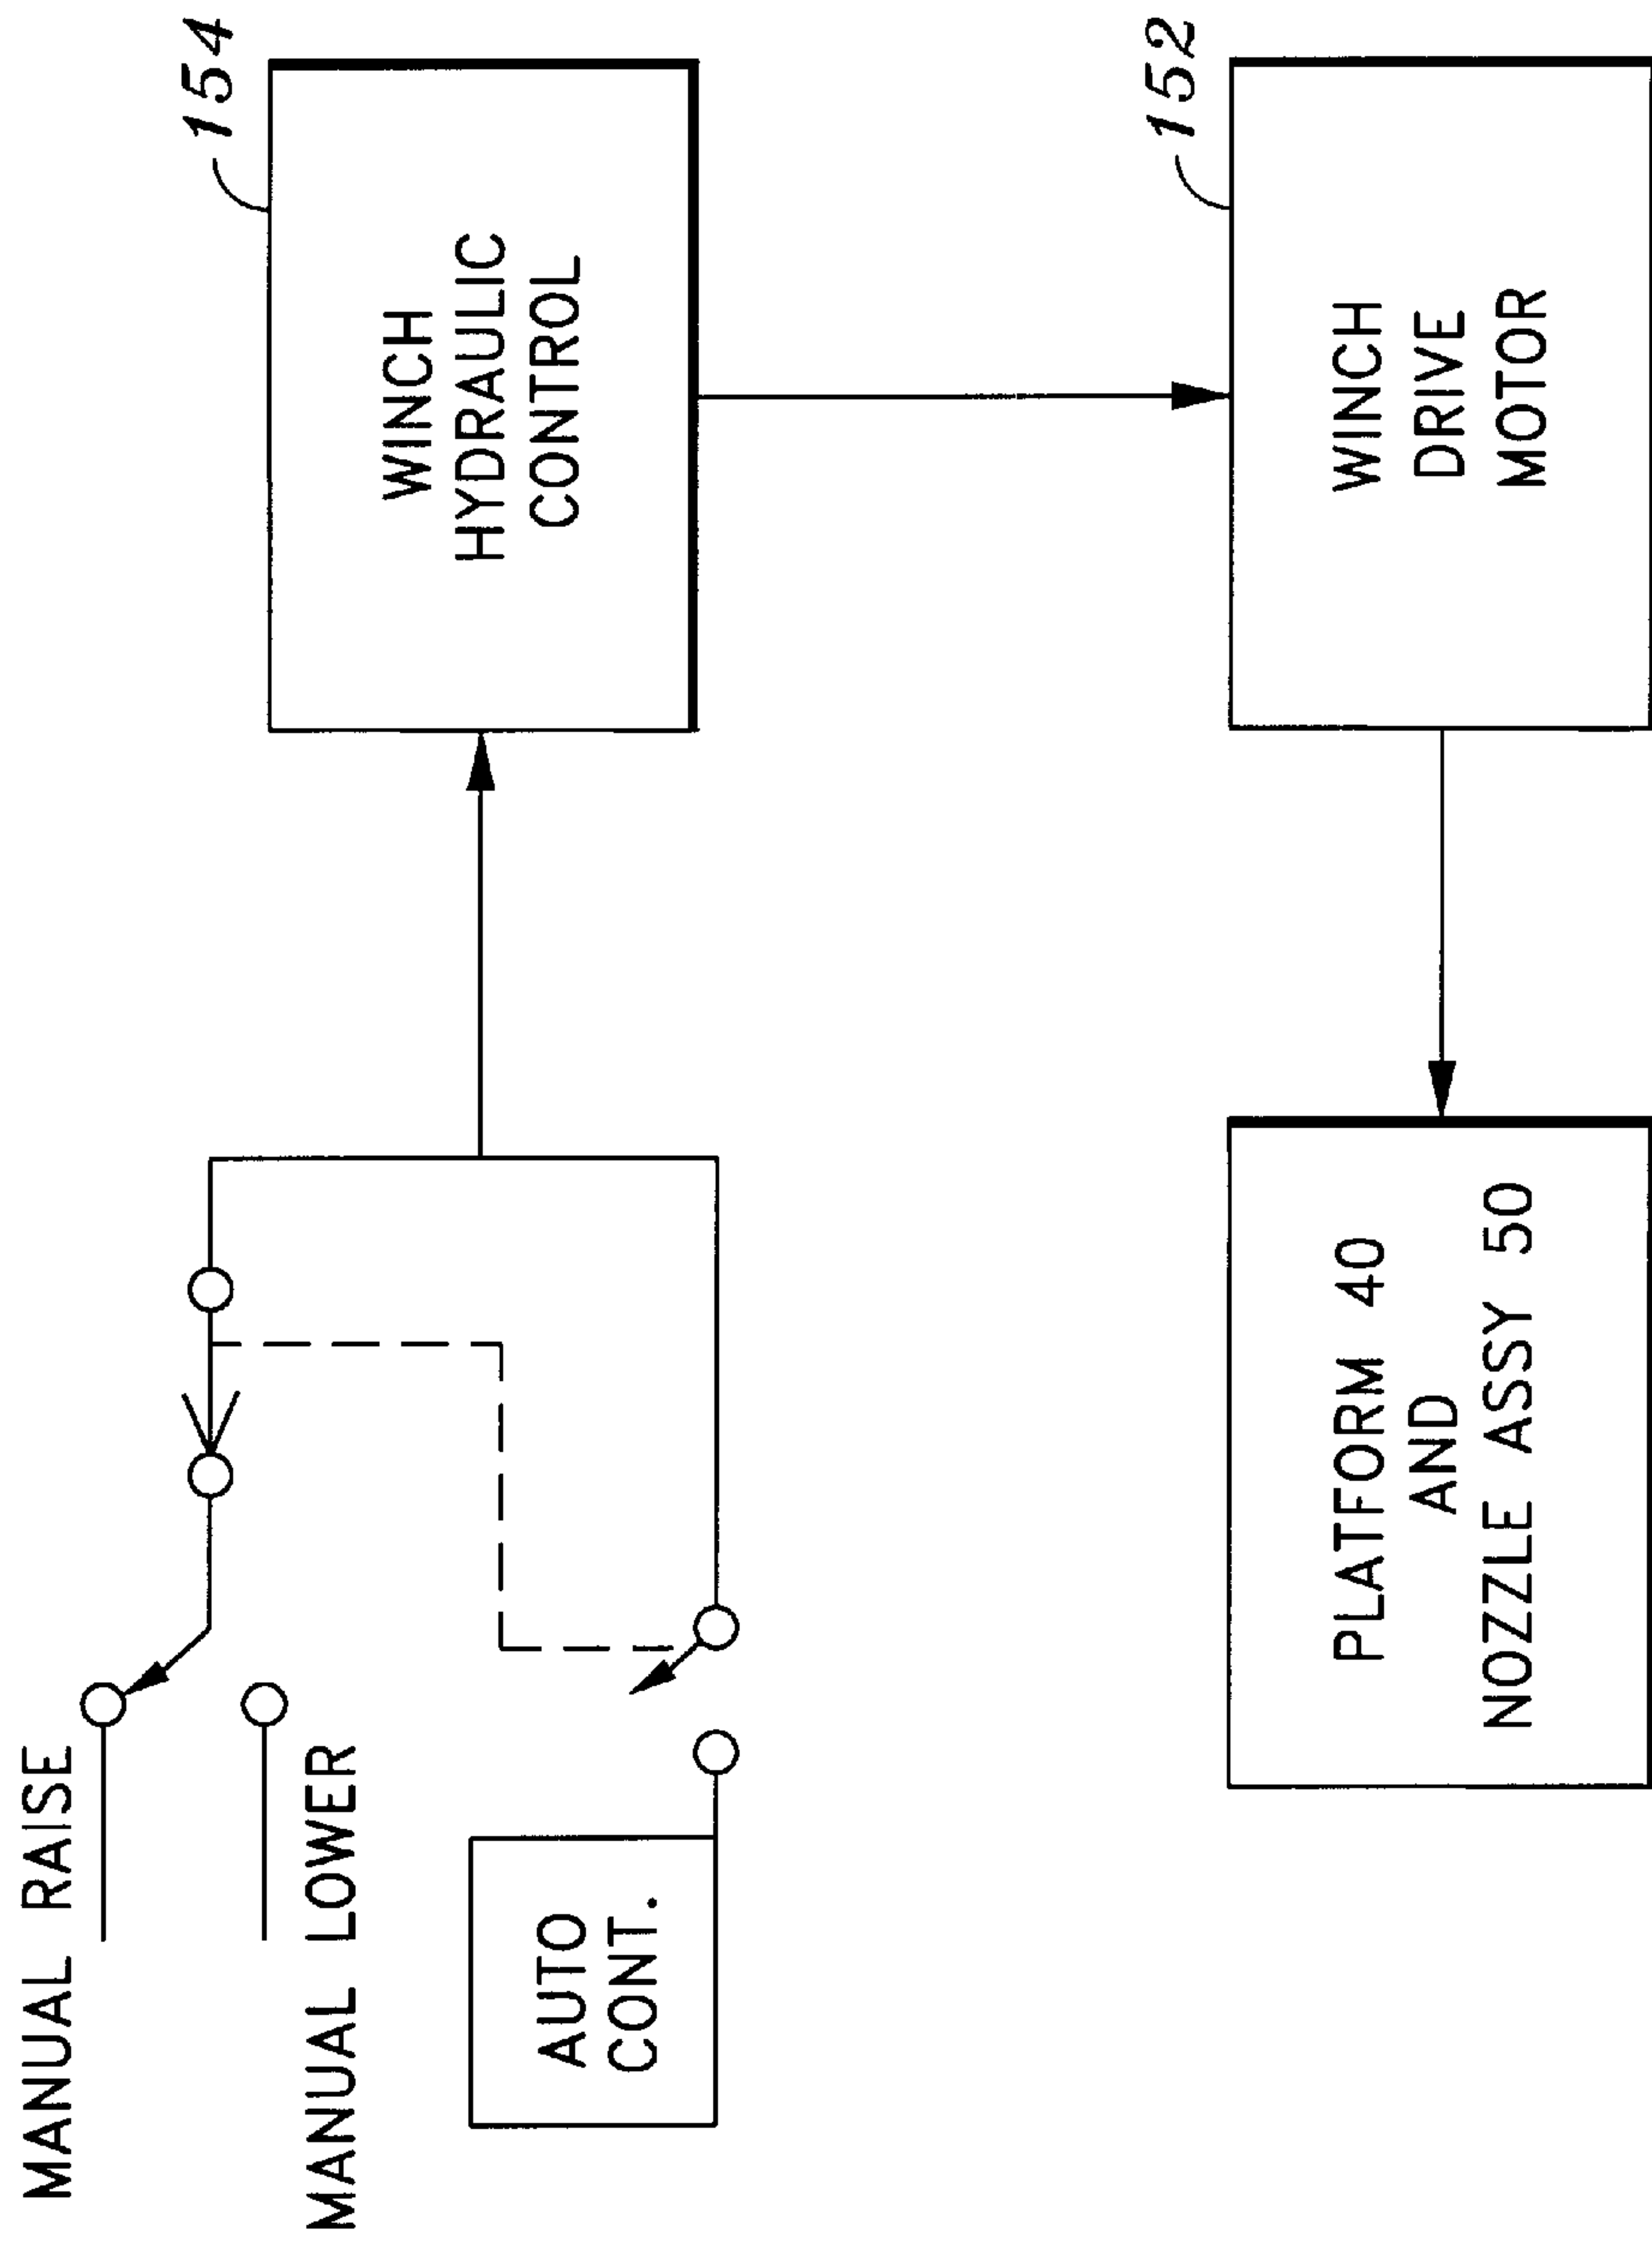 MANUAL RAISE
MANUAL LOWER
AUTO
CONT.
154
WINCH
HYDRAULIC
CONTROL
152
WINCH
DRIVE
MOTOR
PLATFORM 40
AND
NOZZLE ASSY 50